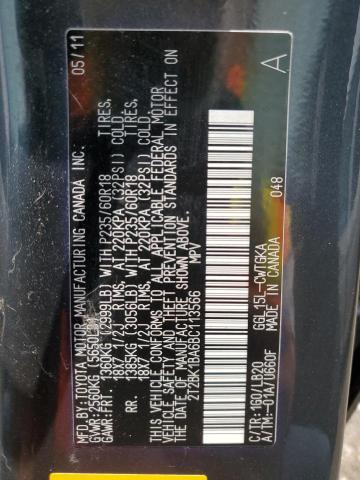 MFD.BY:TOYOTA MOTOR MANUFACTURING CANADA INC. 05/11
GVWR:2560KG (5650LB)
GAWR:FRT. 1360KG (2999LB) WITH P235/60R18 TIRES,
18X7 1/2J RIMS, AT 220KPA (32PSI) COLD,
RR. 1385KG (3056LB) WITH P235/60R18 TIRES,
18X7 1/2J RIMS, AT 220KPA (32PSI) COLD.
THIS VEHICLE CONFORMS TO ALL APPLICABLE FEDERAL MOTOR
VEHICLE SAFETY AND THEFT PREVENTION STANDARDS
IN EFFECT ON THE DATE OF MANUFACTURE SHOWN ABOVE.
2T2BK1BA6BC113566 MPV
A
C/TR:1G0/LB20 GGL15L-CWTGKA
MADE IN CANADA 048